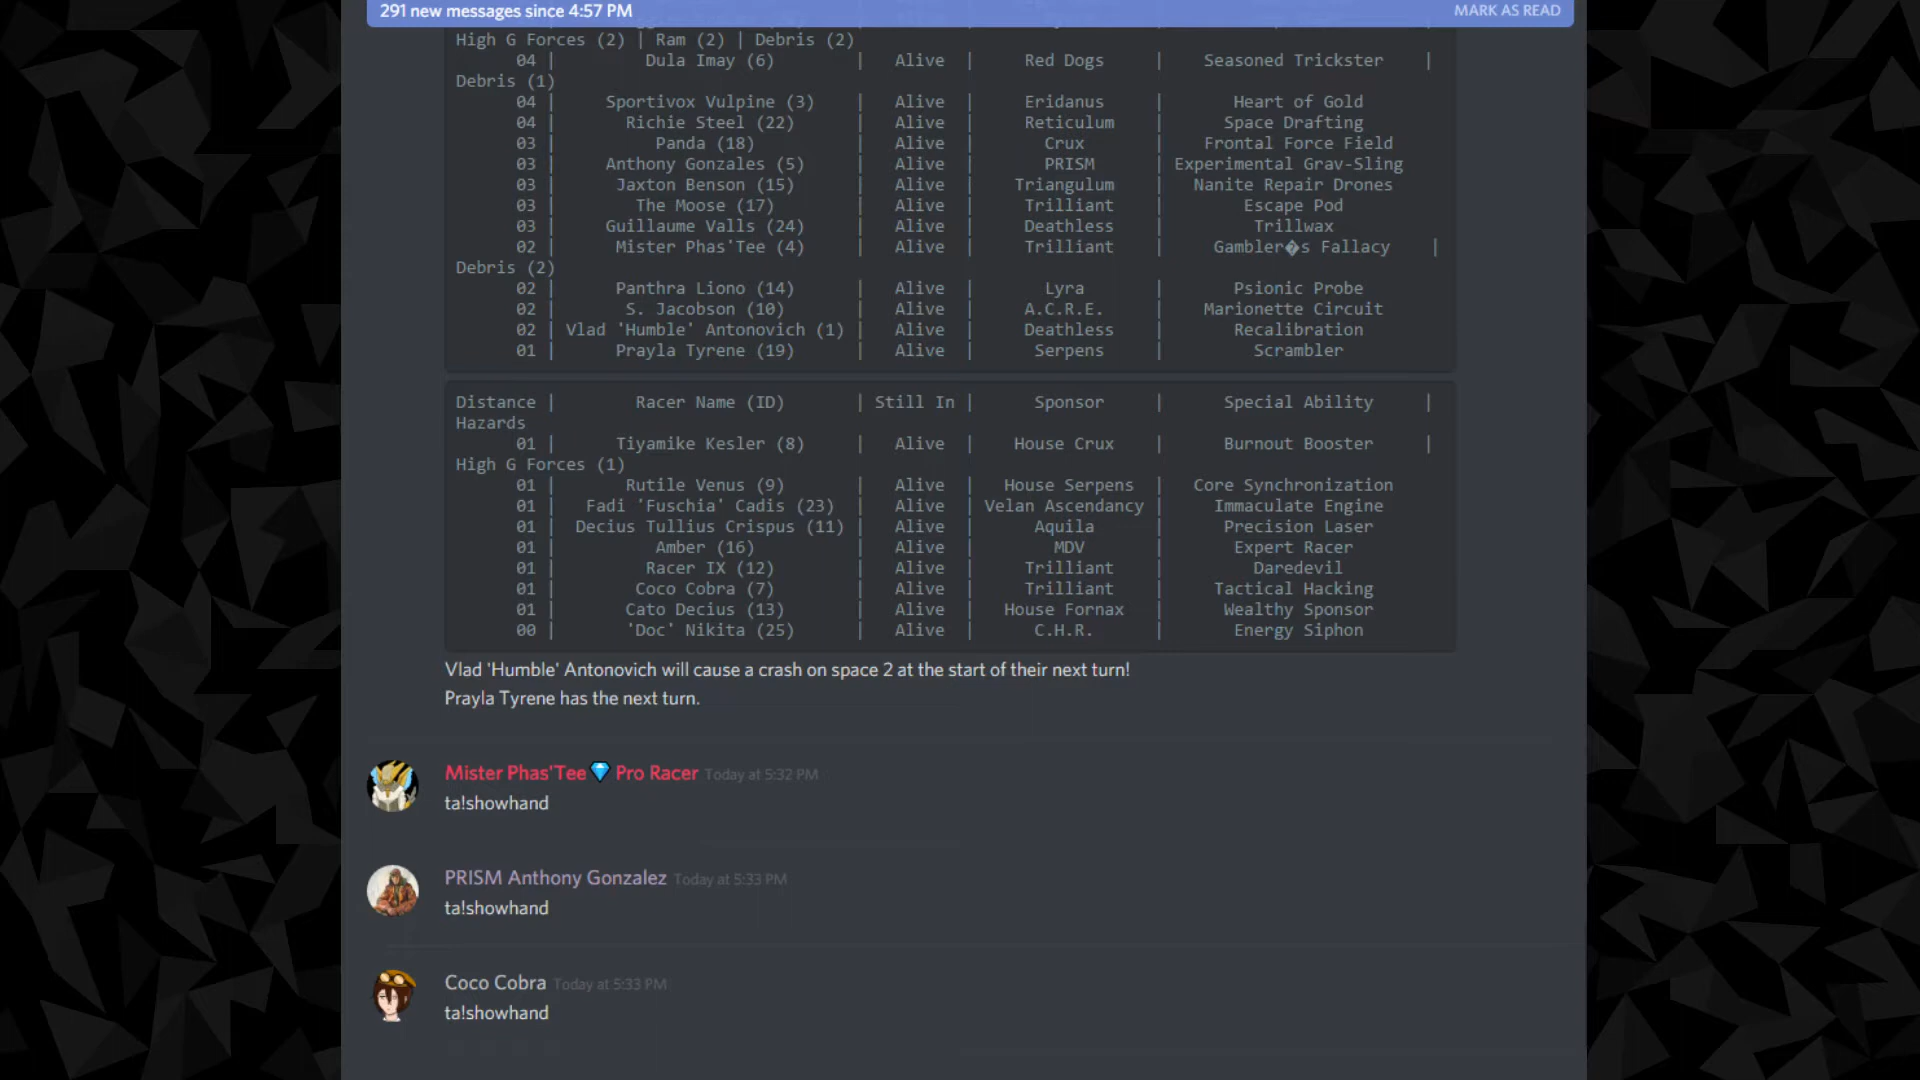 291 new messages since 4:57 PM MARK AS READ
High G Forces (2) | Ram (2) | Debris (2)
04 | Dula Imay (6) | Alive | Red Dogs | Seasoned Trickster |
Debris (1)
04 | Sportivox Vulpine (3) | Alive | Eridanus | Heart of Gold
04 | Richie Steel (22) | Alive | Reticulum | Space Drafting
03 | Panda (18) | Alive | Crux | Frontal Force Field
03 | Anthony Gonzales (5) | Alive | PRISM | Experimental Grav-Sling
03 | Jaxton Benson (15) | Alive | Triangulum | Nanite Repair Drones
03 | The Moose (17) | Alive | Trilliant | Escape Pod
03 | Guillaume Valls (24) | Alive | Deathless | Trillwax
02 | Mister Phas'Tee (4) | Alive | Trilliant | Gambler�s Fallacy |
Debris (2)
02 | Panthra Liono (14) | Alive | Lyra | Psionic Probe
02 | S. Jacobson (10) | Alive | A.C.R.E. | Marionette Circuit
02 | Vlad 'Humble' Antonovich (1) | Alive | Deathless | Recalibration
01 | Prayla Tyrene (19) | Alive | Serpens | Scrambler
Distance | Racer Name (ID) | Still In | Sponsor | Special Ability |
Hazards
01 | Tiyamike Kesler (8) | Alive | House Crux | Burnout Booster |
High G Forces (1)
01 | Rutile Venus (9) | Alive | House Serpens | Core Synchronization
01 | Fadi 'Fuschia' Cadis (23) | Alive | Velan Ascendancy | Immaculate Engine
01 | Decius Tullius Crispus (11) | Alive | Aquila | Precision Laser
01 | Amber (16) | Alive | MDV | Expert Racer
01 | Racer IX (12) | Alive | Trilliant | Daredevil
01 | Coco Cobra (7) | Alive | Trilliant | Tactical Hacking
01 | Cato Decius (13) | Alive | House Fornax | Wealthy Sponsor
00 | 'Doc' Nikita (25) | Alive | C.H.R. | Energy Siphon
Vlad 'Humble' Antonovich will cause a crash on space 2 at the start of their next turn!
Prayla Tyrene has the next turn.
Mister Phas'Tee💎 Pro Racer Today at 5:32 PM
ta!showhand
PRISM Anthony Gonzalez Today at 5:33 PM
ta!showhand
Coco Cobra Today at 5:33 PM
ta!showhand